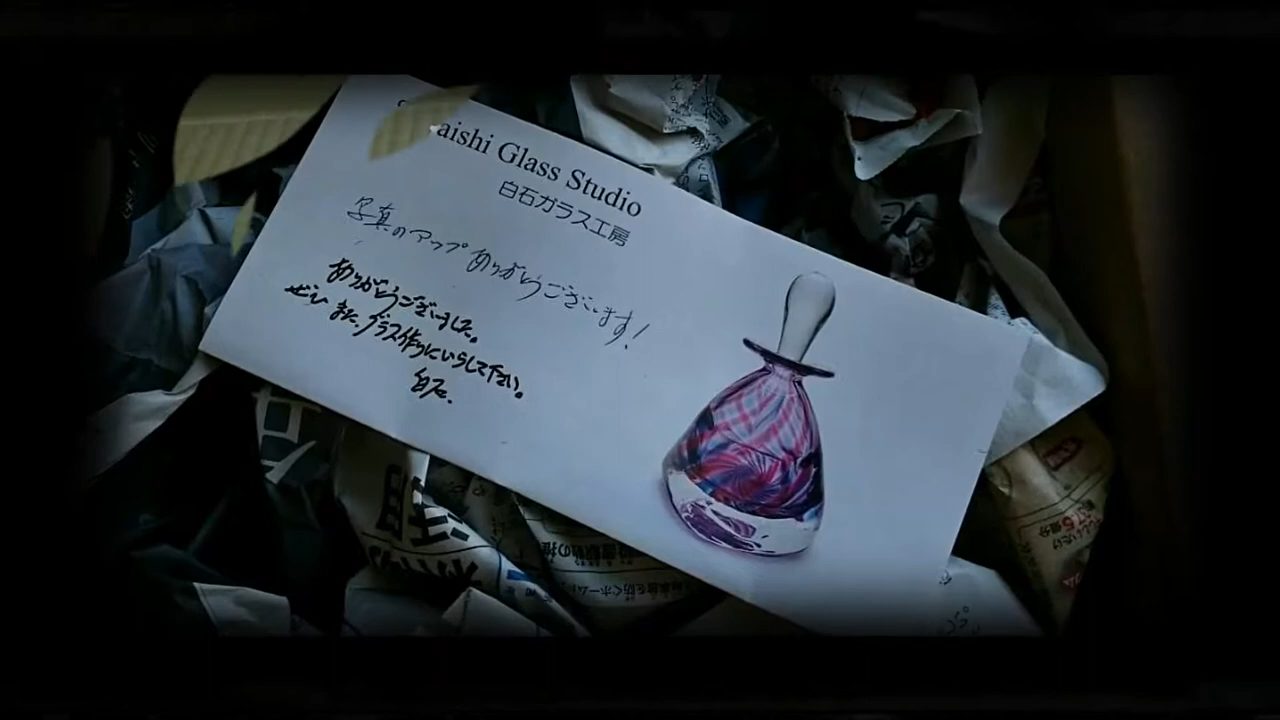 aishi Glass Studio
白石ガラス工房
写真のアップ ありがとうございます!
ありがとうございました。
ぜひ また、グラス作りにいらして下さい。
白石.